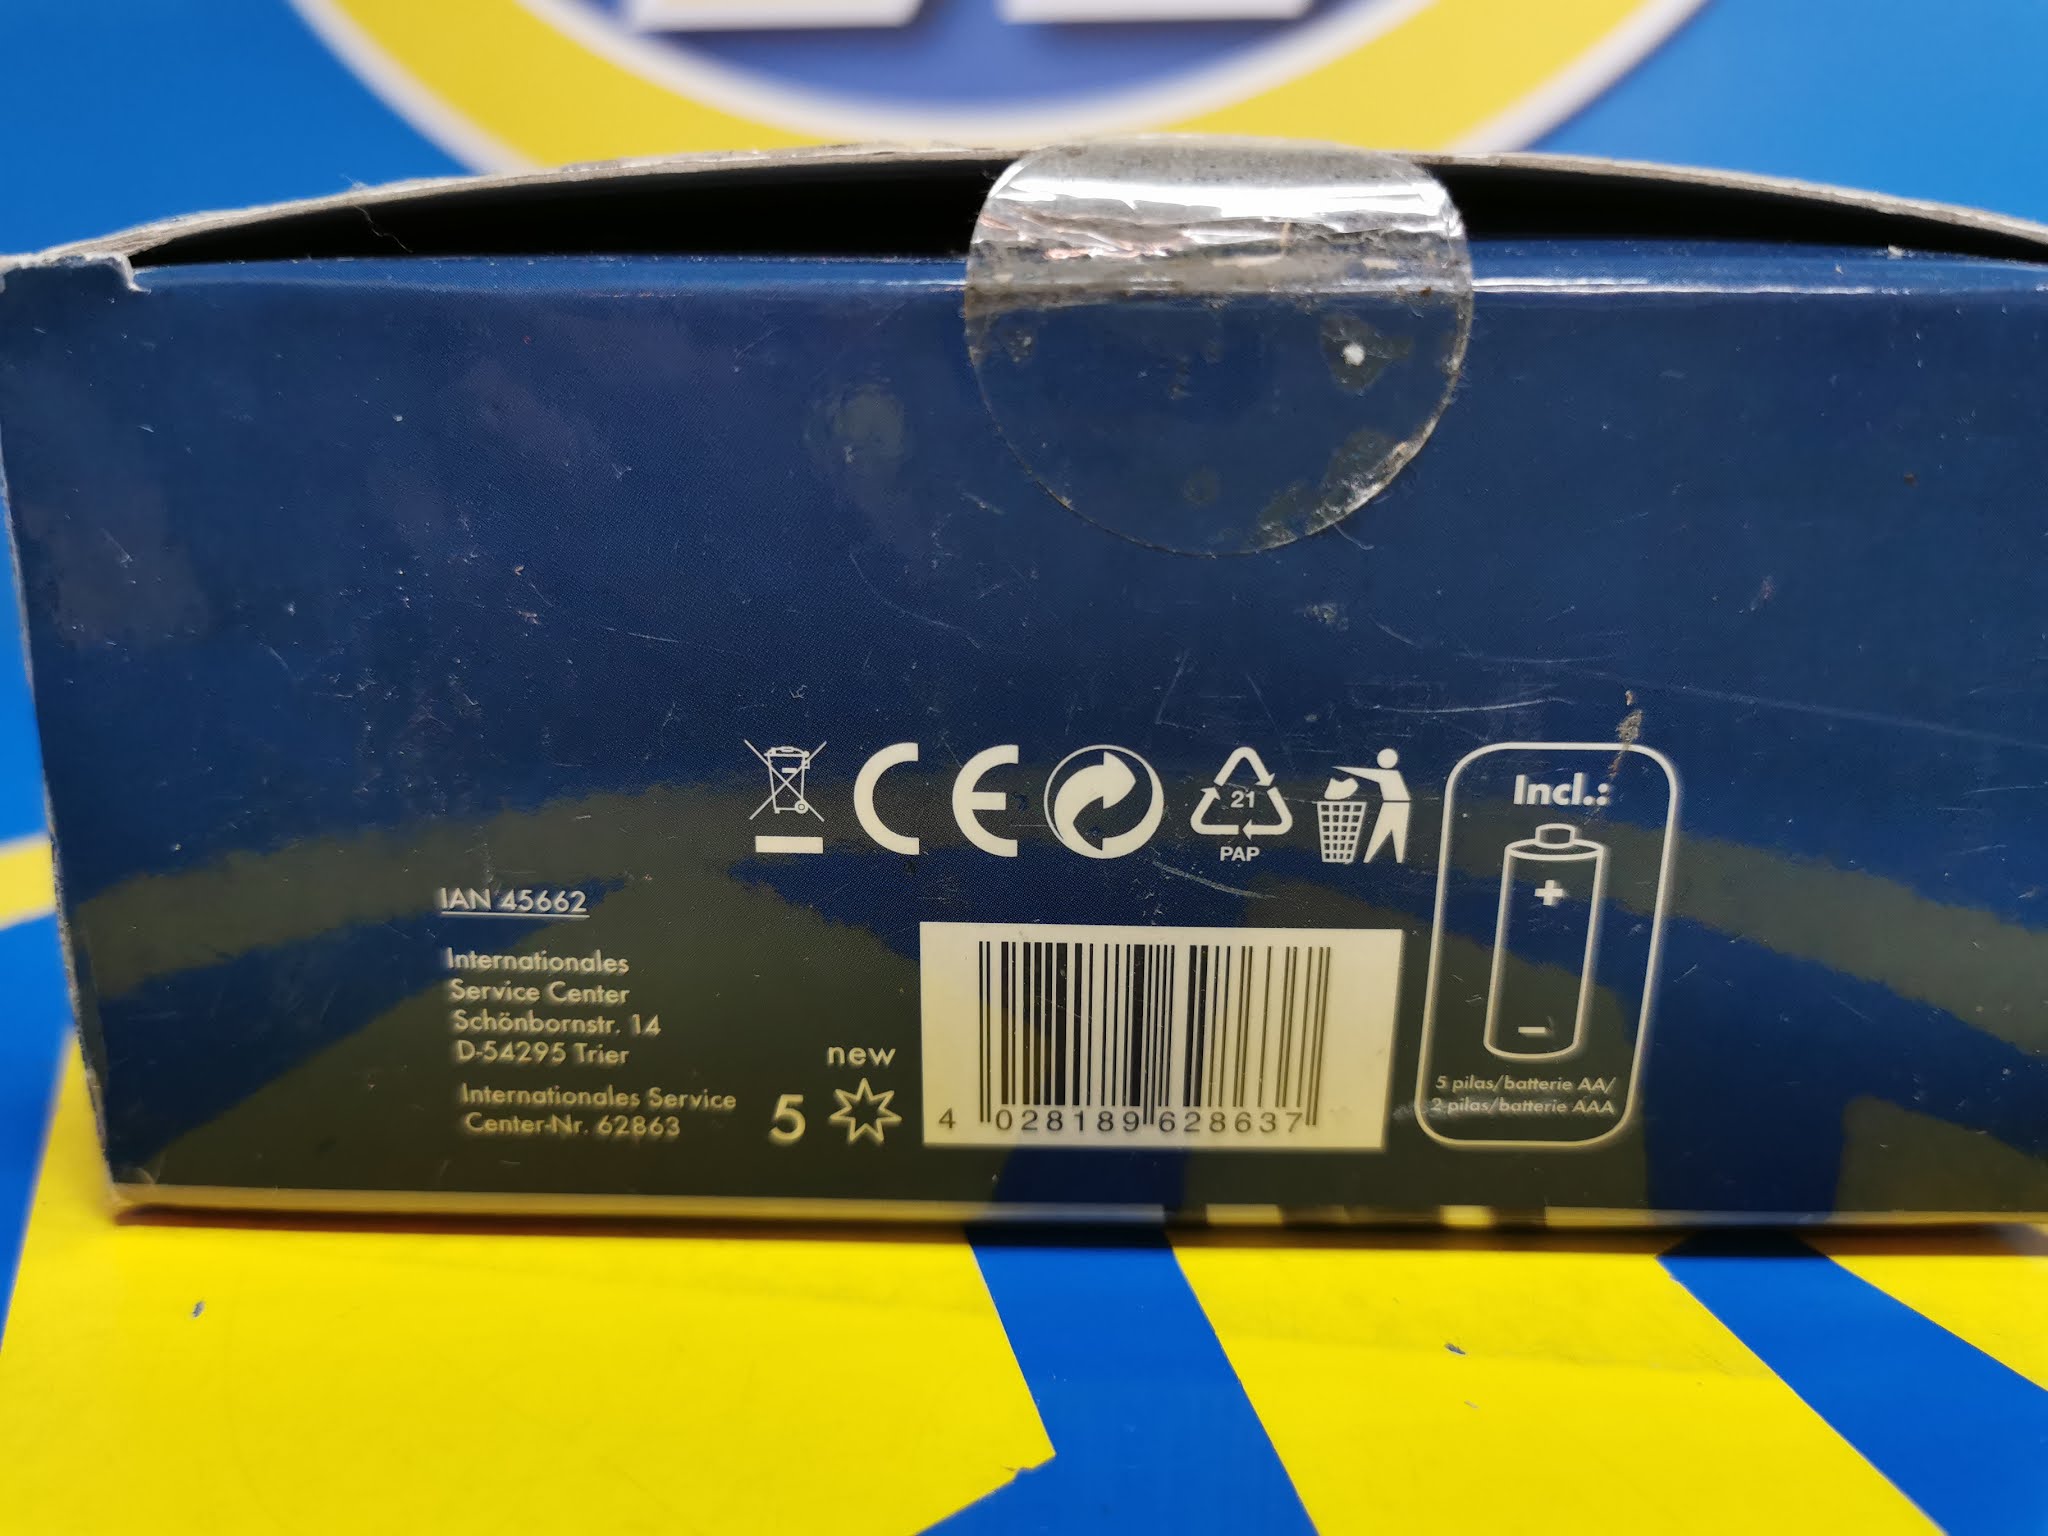 CE
21
PAP
Incl.:
+
−
5 pilas/batterie AA/
2 pilas/batterie AAA
IAN 45662
Internationales
Service Center
Schönbornstr. 14
D-54295 Trier
Internationales Service
Center-Nr. 62863
new
5
4 028189 628637